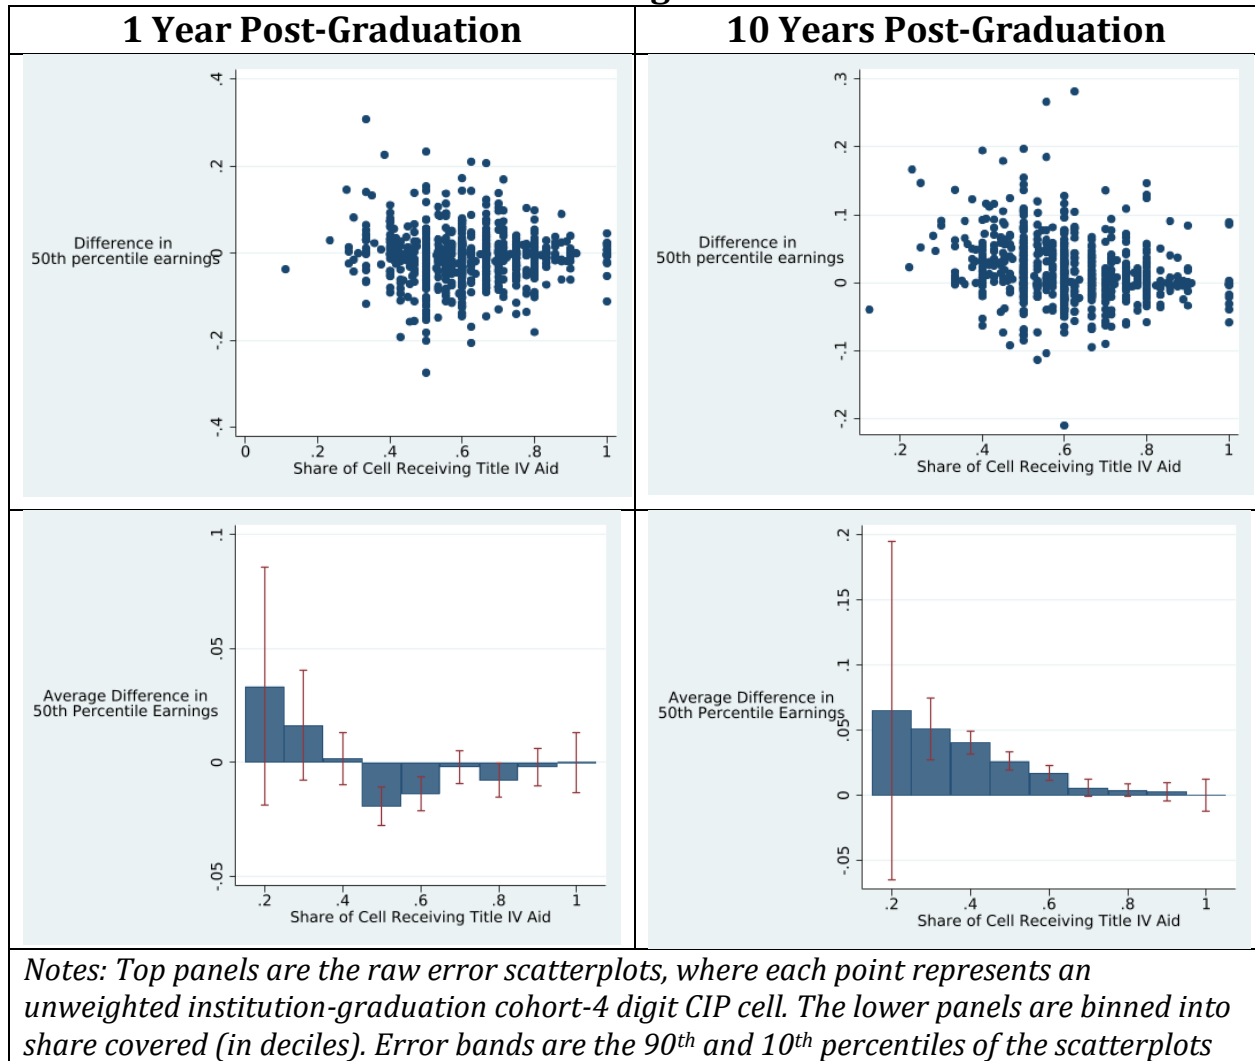 1 Year Post-Graduation
10 Years Post-Graduation
.4
.2
0
-.2
-.4
Difference in
50th percentile earnings
0
.2
.4
.6
.8
1
Share of Cell Receiving Title IV Aid
.3
.2
.1
0
-.1
-.2
Difference in
50th percentile earnings
.2
.4
.6
.8
1
Share of Cell Receiving Title IV Aid
.1
.05
0
-.05
Average Difference in
50th Percentile Earnings
.2
.4
.6
.8
1
Share of Cell Receiving Title IV Aid
.2
.15
.1
.05
0
-.05
Average Difference in
50th Percentile Earnings
.2
.4
.6
.8
1
Share of Cell Receiving Title IV Aid
Notes: Top panels are the raw error scatterplots, where each point represents an
unweighted institution-graduation cohort-4 digit CIP cell. The lower panels are binned into
share covered (in deciles). Error bands are the 90th and 10th percentiles of the scatterplots